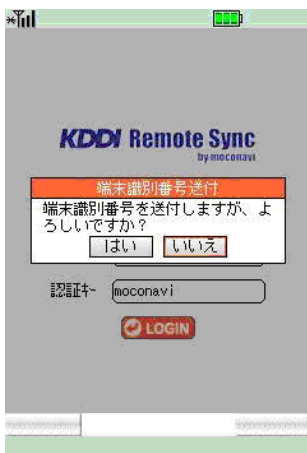 KDDI Remote Sync
by moconavi
端末識別番号送付
端末識別番号を送付しますが、よ
ろしいですか？
はい いいえ
認証キー moconavi
LOGIN